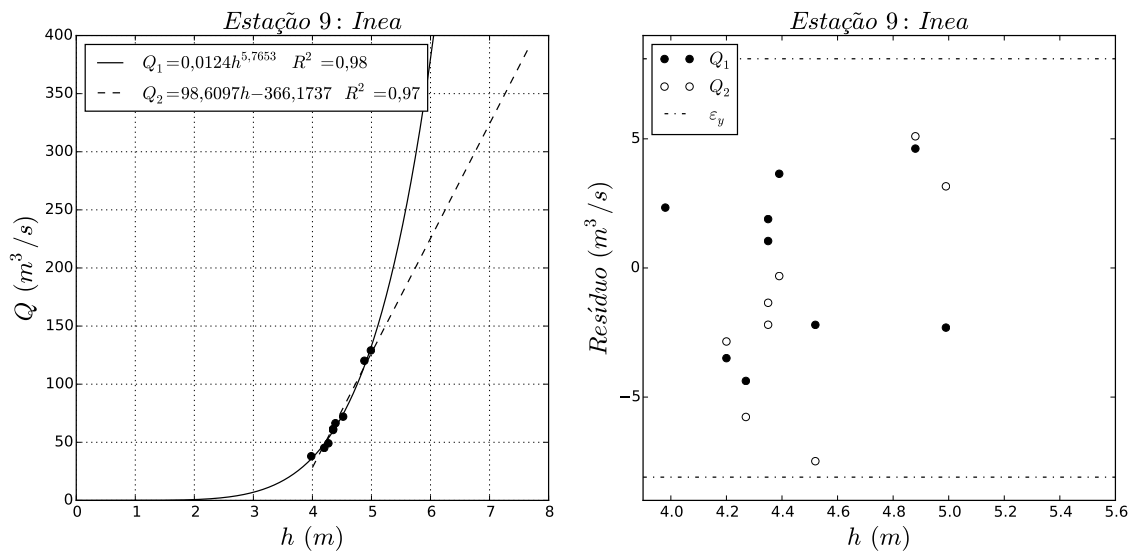 Estação 9: Inea
Q₁=0,0124h^5,7653 R² =0,98
Q₂=98,6097h−366,1737 R² =0,97
Q (m³/s)
400
350
300
250
200
150
100
50
0
0 1 2 3 4 5 6 7 8
h (m)
Estação 9: Inea
Q₁
Q₂
ε_y
Resíduo (m³/s)
5
0
−5
4.0 4.2 4.4 4.6 4.8 5.0 5.2 5.4 5.6
h (m)